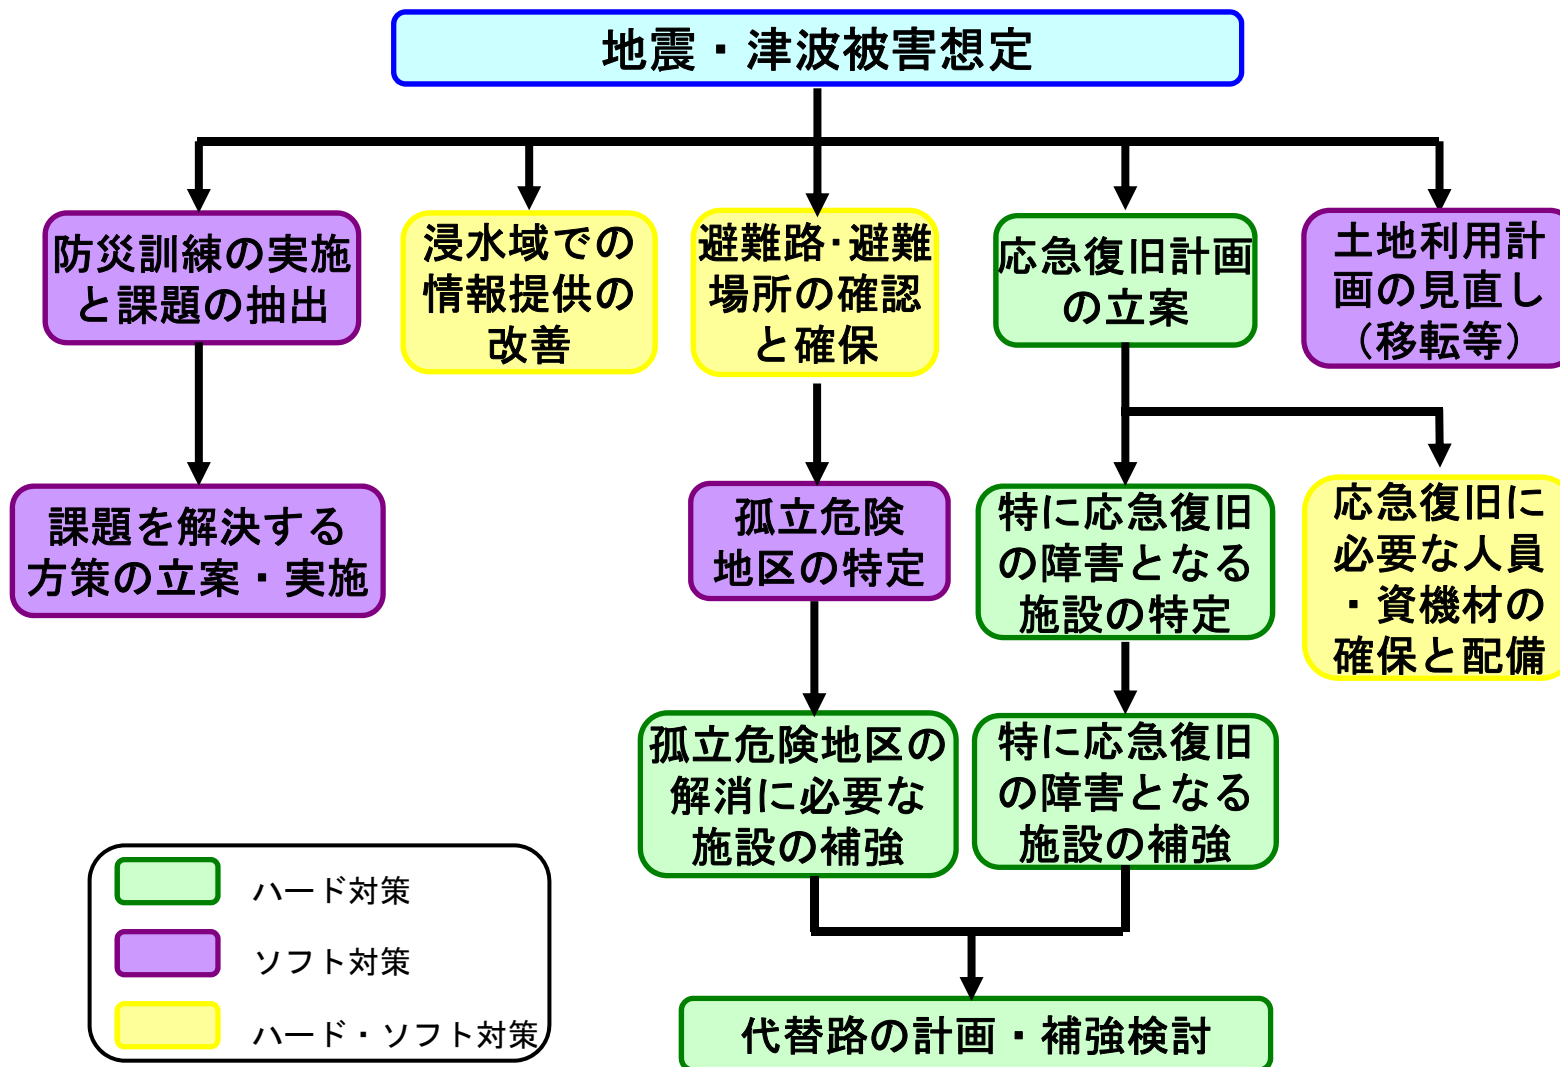 地震・津波被害想定
防災訓練の実施
と課題の抽出
浸水域での
情報提供の
改善
避難路・避難
場所の確認
と確保
応急復旧計画
の立案
土地利用計
画の見直し
（移転等）
課題を解決する
方策の立案・実施
孤立危険
地区の特定
特に応急復旧
の障害となる
施設の特定
応急復旧に
必要な人員
・資機材の
確保と配備
孤立危険地区の
解消に必要な
施設の補強
特に応急復旧
の障害となる
施設の補強
代替路の計画・補強検討
ハード対策
ソフト対策
ハード・ソフト対策